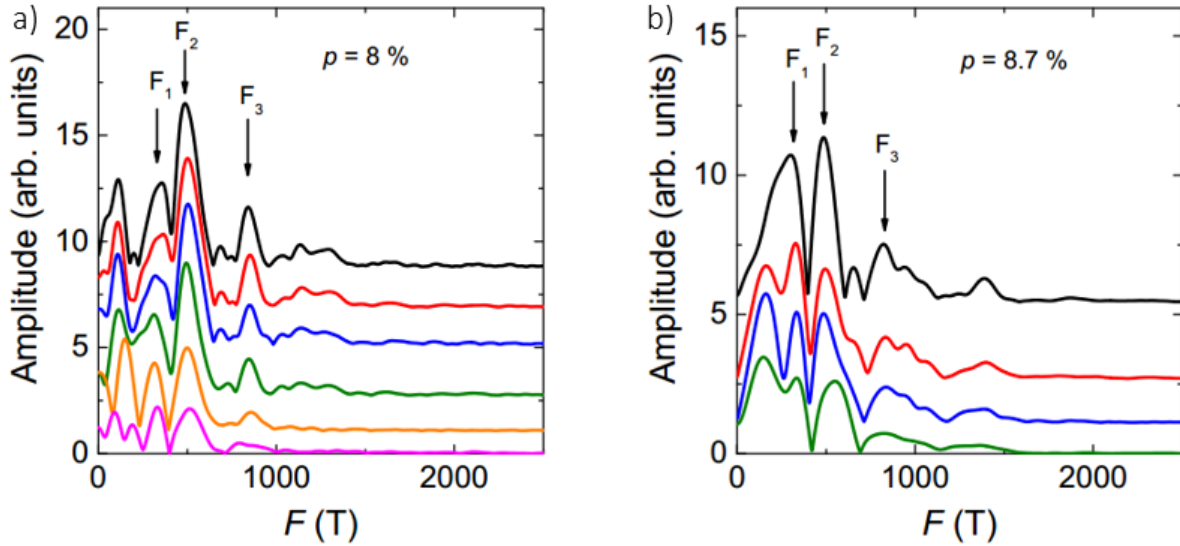 a)
20
15
10
5
0
Amplitude (arb. units)
p = 8 %
F₁
F₂
F₃
0
1000
2000
F (T)
b)
15
10
5
0
Amplitude (arb. units)
p = 8.7 %
F₁
F₂
F₃
0
1000
2000
F (T)